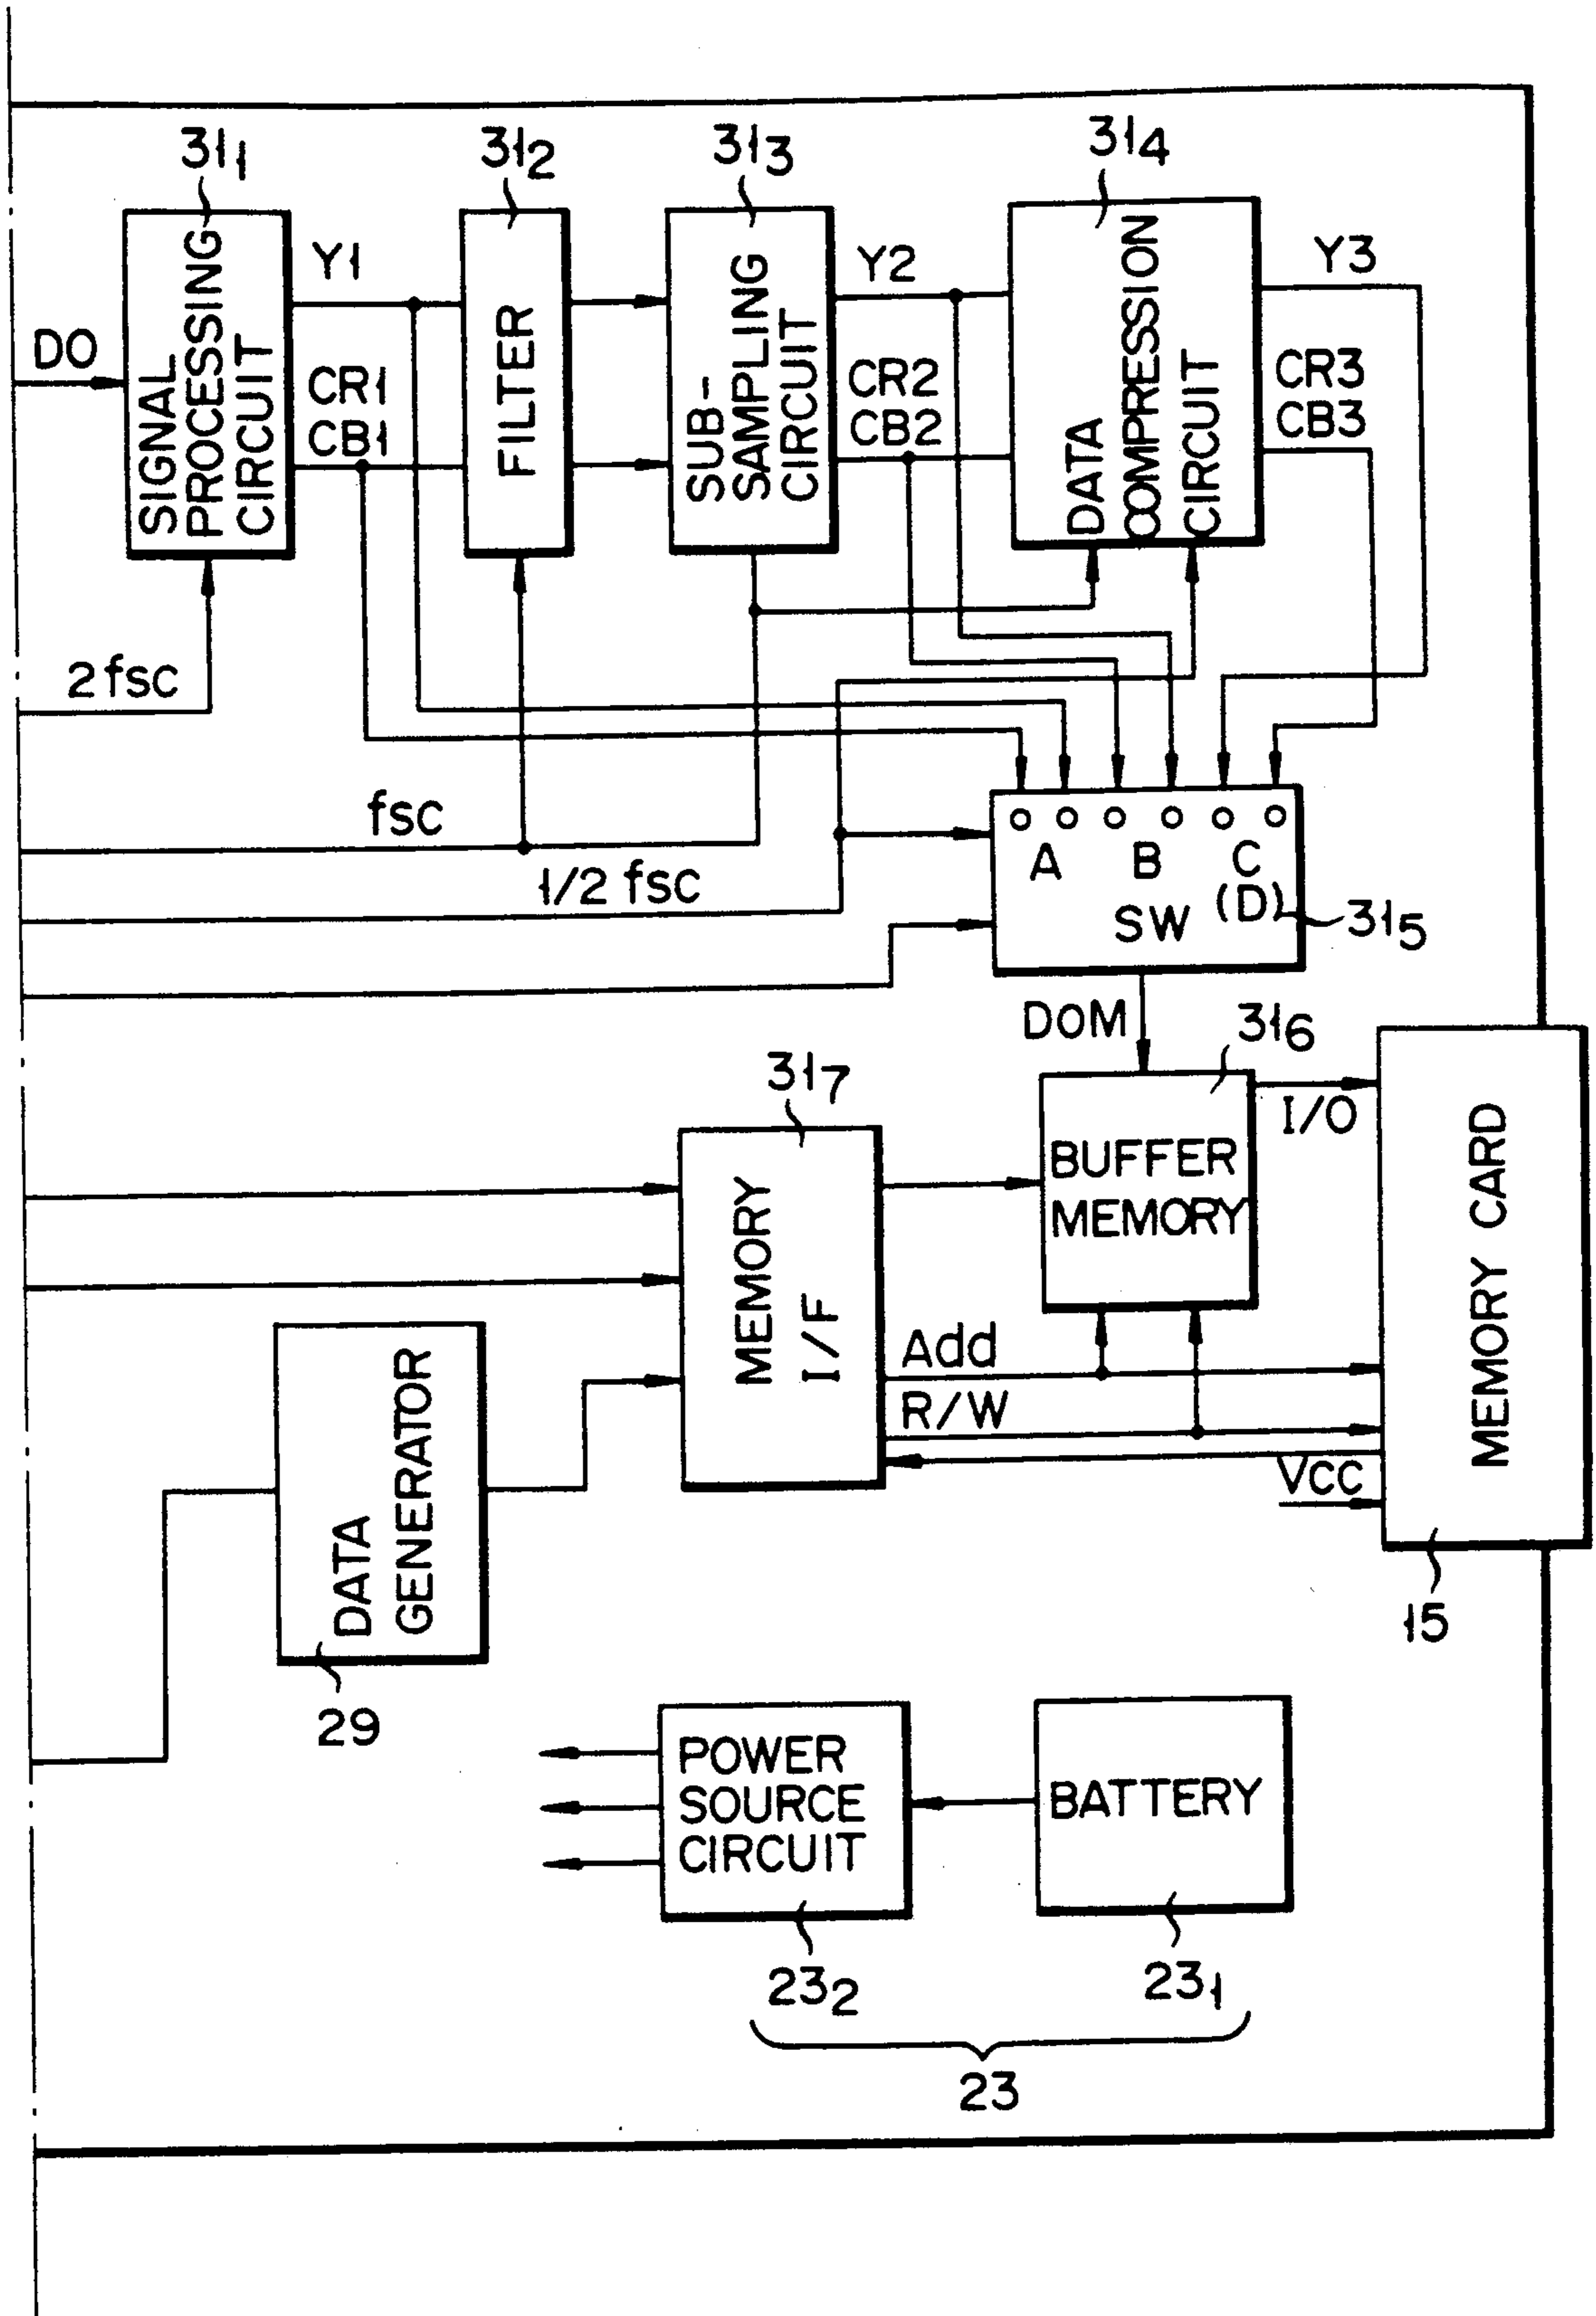 31₁
31₂
31₃
31₄
SIGNAL
PROCESSING
CIRCUIT
Y1
CR1
CB1
DO
FILTER
SUB-
SAMPLING
CIRCUIT
Y2
CR2
CB2
DATA
COMPRESSION
CIRCUIT
Y3
CR3
CB3
2fsc
fsc
1/2 fsc
A B C
(D)
SW
31₅
DOM
31₆
31₇
I/O
BUFFER
MEMORY
MEMORY
I/F
MEMORY CARD
Add
R/W
VCC
DATA
GENERATOR
15
29
POWER
SOURCE
CIRCUIT
BATTERY
23₂
23₁
23